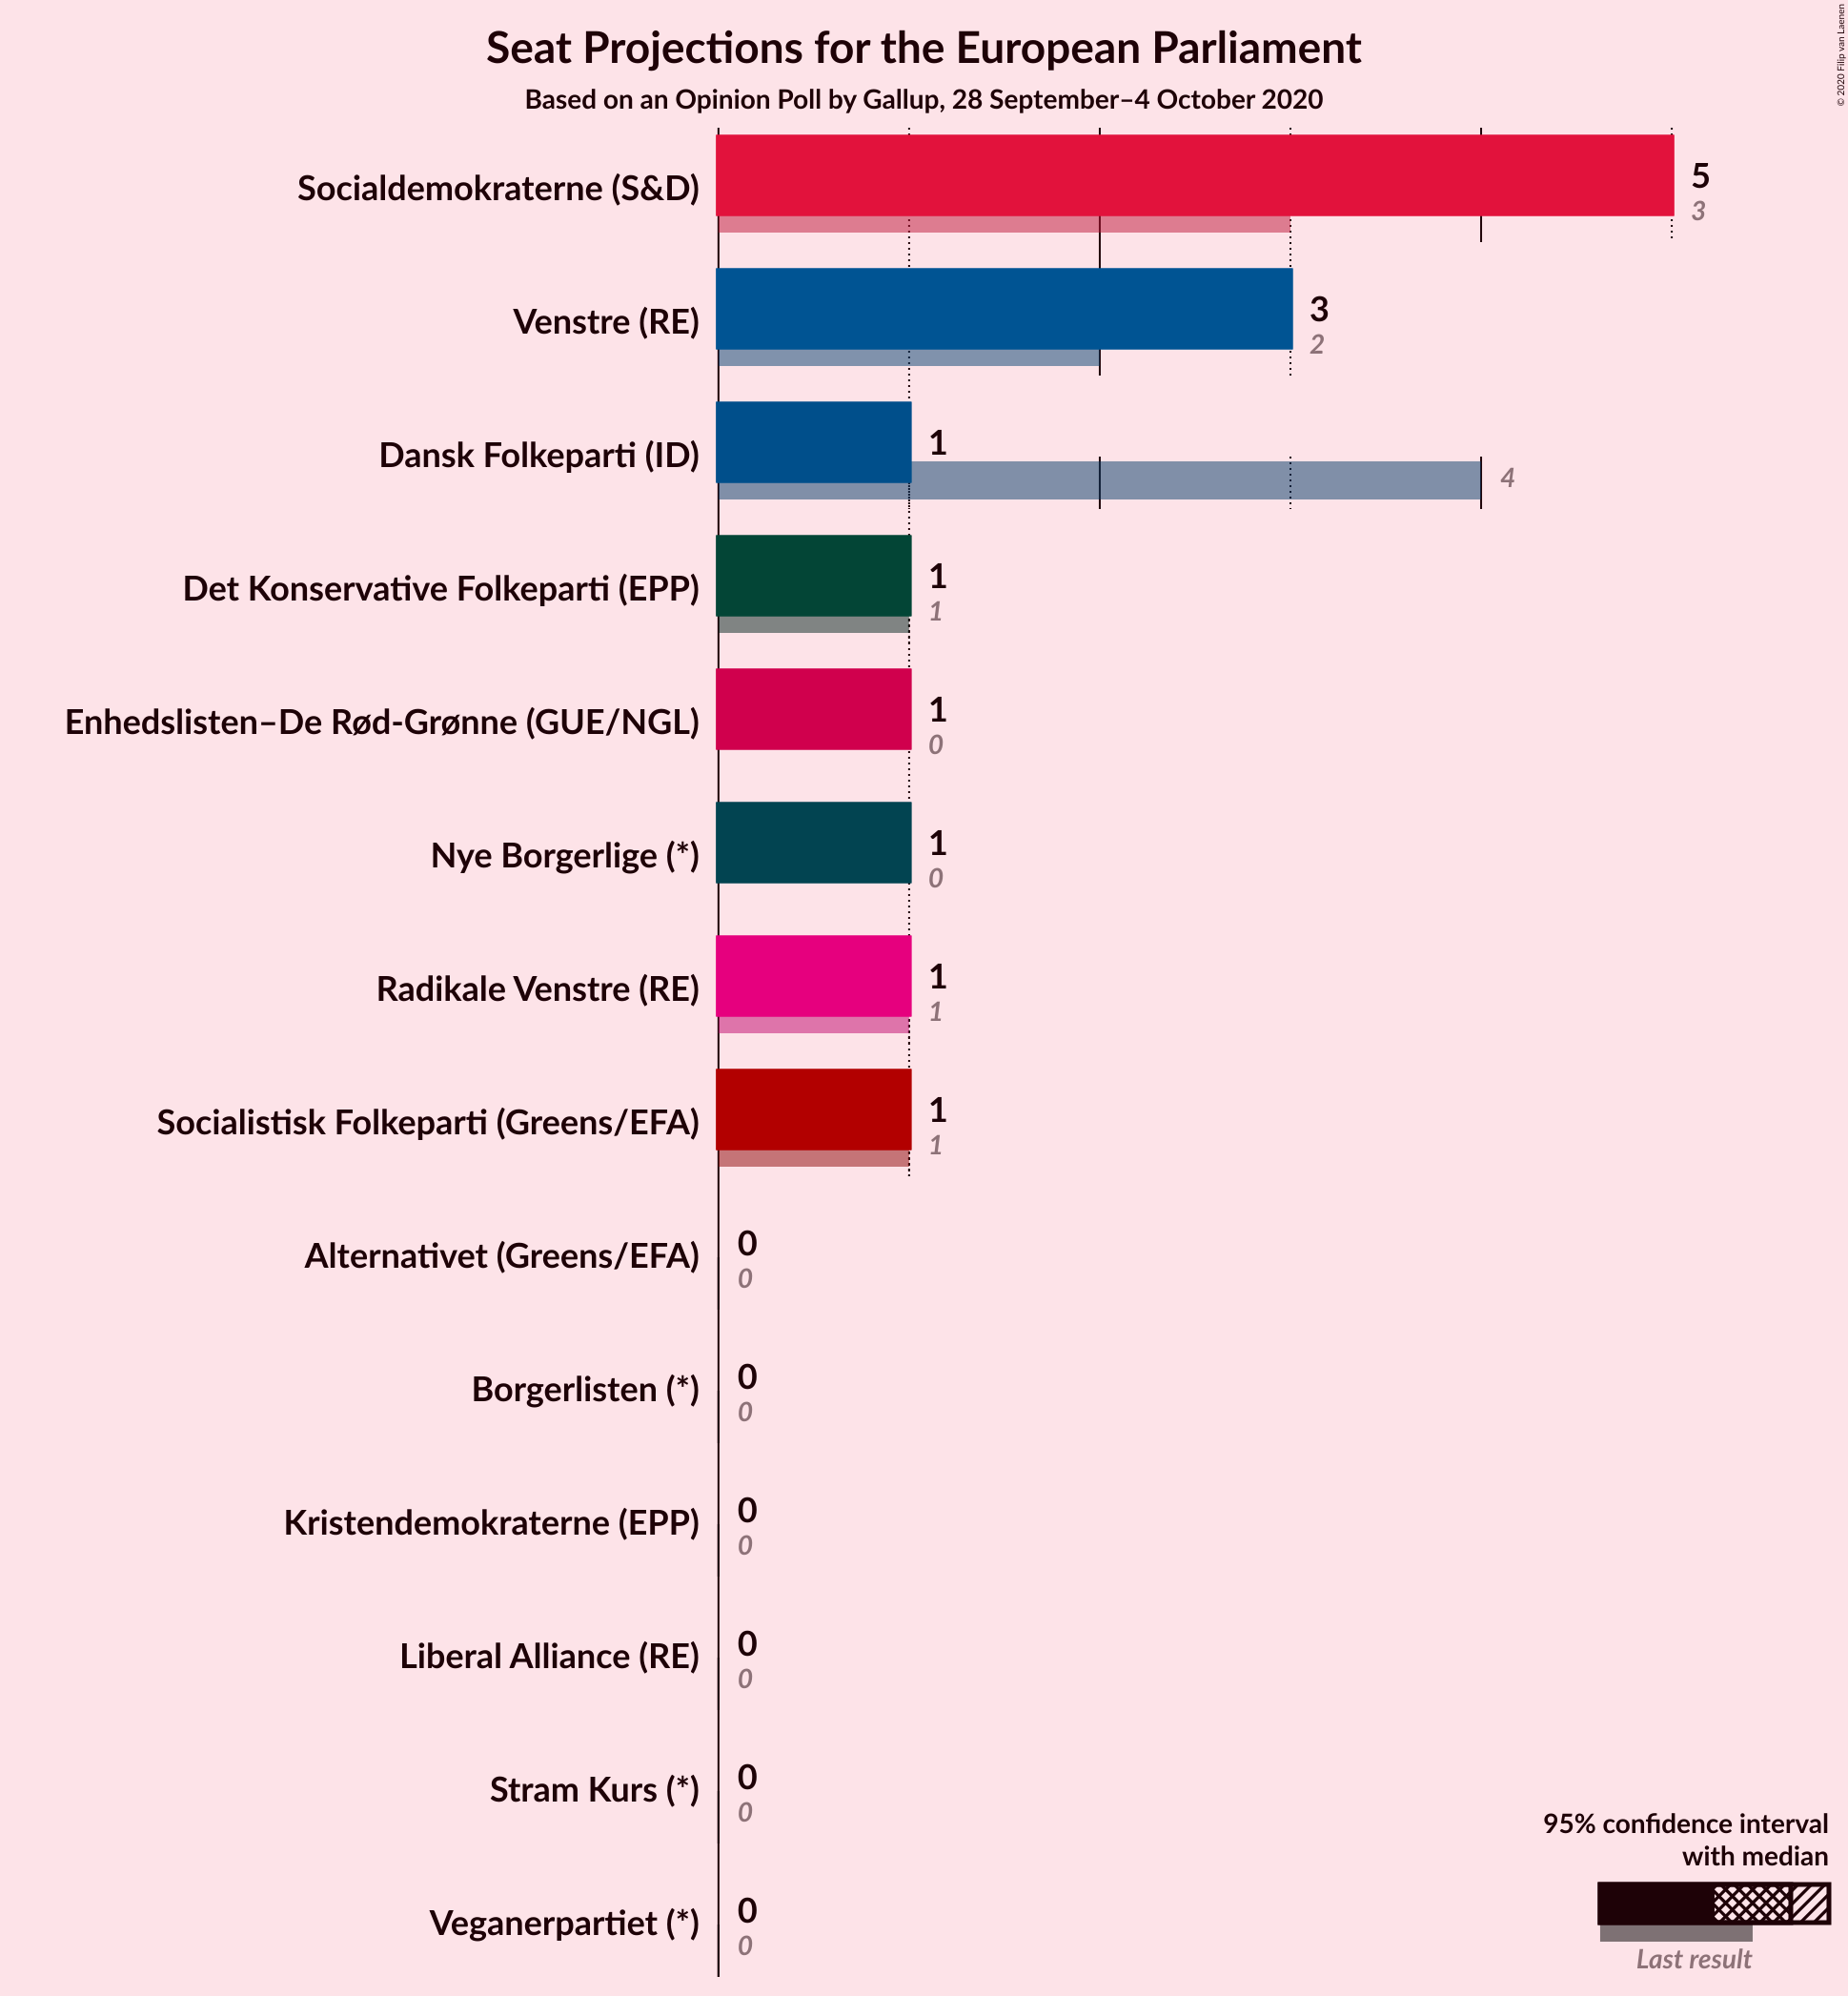 Seat Projections for the European Parliament
Based on an Opinion Poll by Gallup, 28 September–4 October 2020
© 2020 Filip van Laenen
Socialdemokraterne (S&D)
5
3
Venstre (RE)
3
2
Dansk Folkeparti (ID)
1
4
Det Konservative Folkeparti (EPP)
1
1
Enhedslisten–De Rød-Grønne (GUE/NGL)
1
0
Nye Borgerlige (*)
1
0
Radikale Venstre (RE)
1
1
Socialistisk Folkeparti (Greens/EFA)
1
1
Alternativet (Greens/EFA)
0
0
Borgerlisten (*)
0
0
Kristendemokraterne (EPP)
0
0
Liberal Alliance (RE)
0
0
Stram Kurs (*)
0
0
Veganerpartiet (*)
0
0
95% confidence interval
with median
Last result